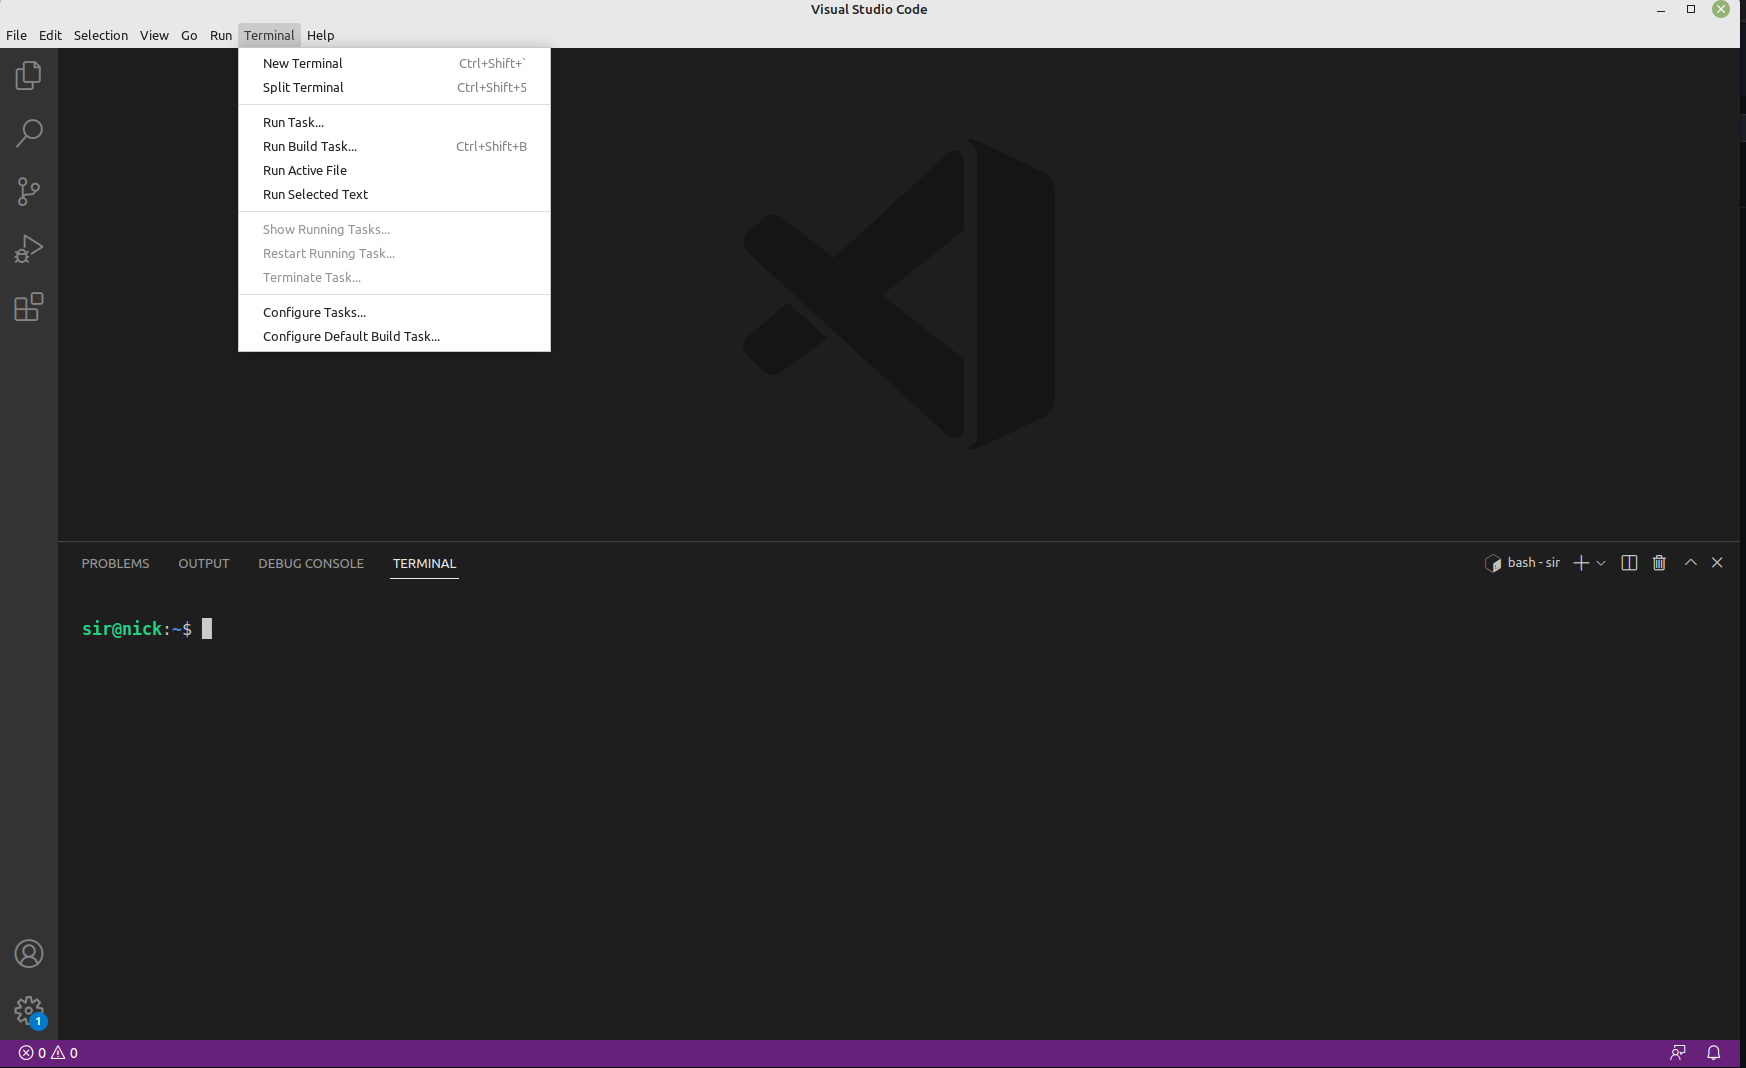 Visual Studio Code
File Edit Selection View Go Run Terminal Help
New Terminal Ctrl+Shift+`
Split Terminal Ctrl+Shift+5
Run Task...
Run Build Task... Ctrl+Shift+B
Run Active File
Run Selected Text
Show Running Tasks...
Restart Running Task...
Terminate Task...
Configure Tasks...
Configure Default Build Task...
PROBLEMS OUTPUT DEBUG CONSOLE TERMINAL bash - sir
sir@nick:~$
1
0 0